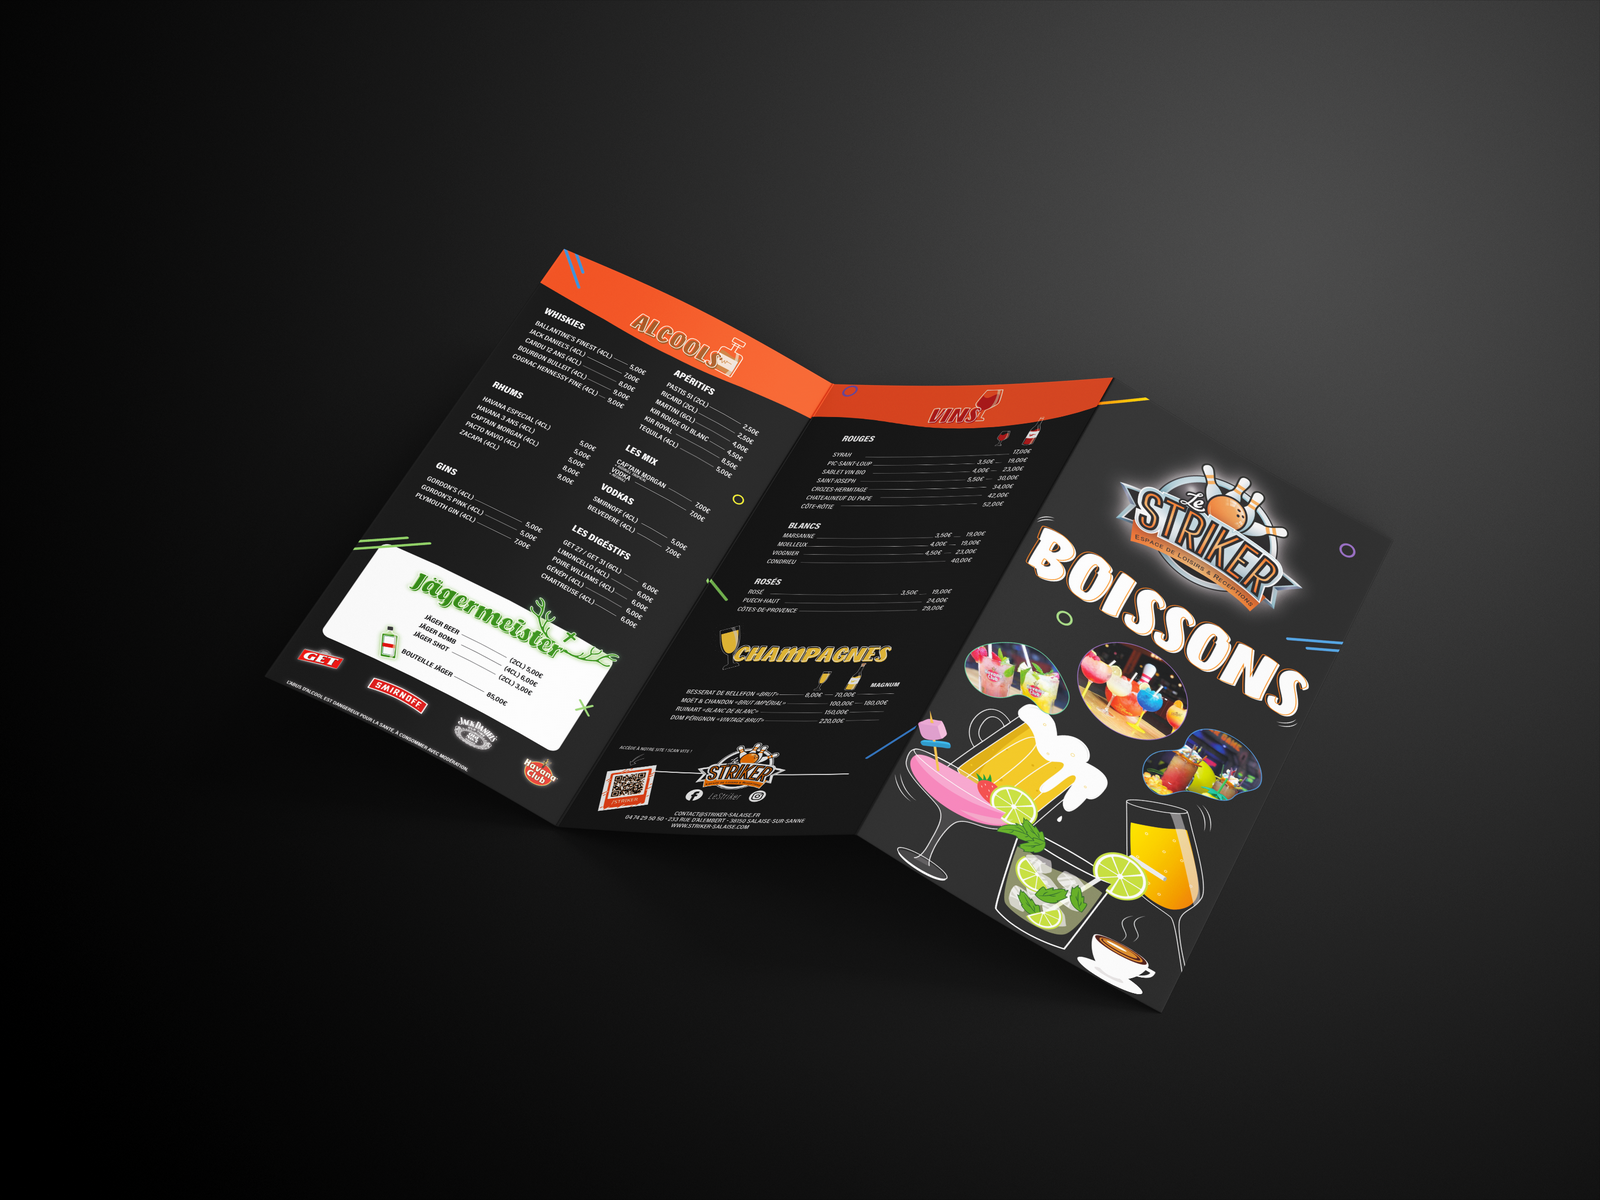 ALCOOLS
WHISKIES
BALLANTINE'S FINEST (4CL) 5,00€
JACK DANIEL'S (4CL) 7,00€
CARDU 12 ANS (4CL) 8,00€
BOURBON BULLEIT (4CL) 9,00€
COGNAC HENNESSY FINE (4CL) 9,00€
RHUMS
HAVANA ESPECIAL (4CL) 5,00€
HAVANA 3 ANS (4CL) 5,00€
CAPTAIN MORGAN (4CL) 5,00€
PACTO NAVIO (4CL) 8,00€
ZACAPA (4CL) 9,00€
GINS
GORDON'S (4CL) 5,00€
GORDON'S PINK (4CL) 5,00€
PLYMOUTH GIN (4CL) 7,00€
APÉRITIFS
PASTIS 51 (2CL) 2,50€
RICARD (2CL) 2,50€
MARTINI (6CL) 4,00€
KIR ROUGE OU BLANC 4,50€
KIR ROYAL 8,50€
TEQUILA (4CL) 5,00€
LES MIX
CAPTAIN MORGAN 7,00€
VODKA 7,00€
VODKAS
SMIRNOFF (4CL) 5,00€
BELVEDERE (4CL) 7,00€
LES DIGÉSTIFS
GET 27 / GET 31 (6CL) 6,00€
LIMONCELLO (4CL) 6,00€
POIRE WILLIAMS (4CL) 6,00€
GÉNÉPI (4CL) 6,00€
CHARTREUSE (4CL) 6,00€
Jägermeister
JÄGER BEER (2CL) 5,00€
JÄGER BOMB (4CL) 6,00€
JÄGER SHOT (2CL) 3,00€
BOUTEILLE JÄGER 85,00€
GET
SMIRNOFF
JACK DANIEL'S
Havana Club
L'ABUS D'ALCOOL EST DANGEREUX POUR LA SANTÉ, À CONSOMMER AVEC MODÉRATION.
VINS
ROUGES
SYRAH 17,00€
PIC-SAINT-LOUP 3,50€ 19,00€
SABLET VIN BIO 4,00€ 23,00€
SAINT-JOSEPH 5,50€ 30,00€
CROZES-HERMITAGE 34,00€
CHATEAUNEUF DU PAPE 42,00€
CÔTE-RÔTIE 52,00€
BLANCS
MARSANNE 3,50€ 19,00€
MOELLEUX 4,00€ 19,00€
VIOGNIER 4,50€ 23,00€
CONDRIEU 40,00€
ROSÉS
ROSÉ 3,50€ 19,00€
PUECH-HAUT 24,00€
CÔTES-DE-PROVENCE 29,00€
CHAMPAGNES
MAGNUM
BESSERAT DE BELLEFON «BRUT» 8,00€ 70,00€
MOËT & CHANDON «BRUT IMPÉRIAL» 100,00€ 180,00€
RUINART «BLANC DE BLANC» 150,00€
DOM PÉRIGNON «VINTAGE BRUT» 220,00€
ACCÈDE À NOTRE SITE ! SCAN VITE !
STRIKER
LeStriker
CONTACT@STRIKER-SALAISE.FR
04 74 29 50 50 - 233 RUE D'ALEMBERT - 38150 SALAISE-SUR-SANNE
WWW.STRIKER-SALAISE.COM
Le
STRIKER
ESPACE DE LOISIRS & RÉCEPTIONS
BOISSONS